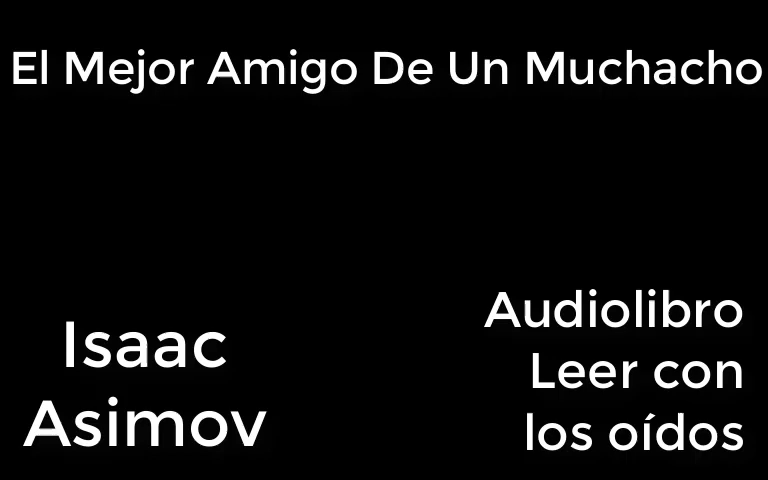 El Mejor Amigo De Un Muchacho
Isaac
Asimov
Audiolibro
Leer con
los oídos